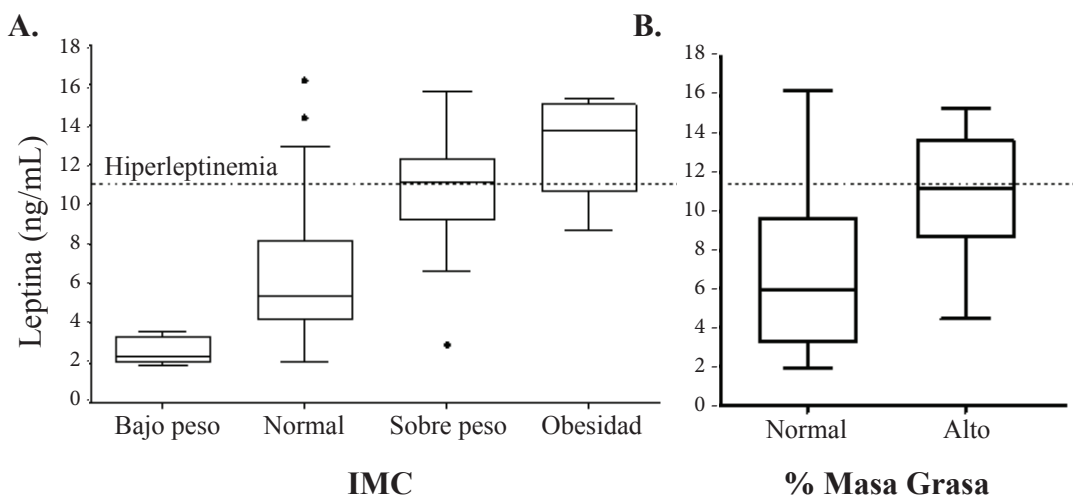 A.
Leptina (ng/mL)
18
16
14
12
10
8
6
4
2
0
Hiperleptinemia
Bajo peso Normal Sobre peso Obesidad
IMC
B.
18
16
14
12
10
8
6
4
2
0
Normal Alto
% Masa Grasa